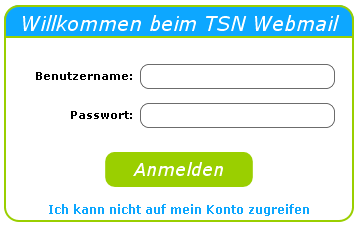 Willkommen beim TSN Webmail
Benutzername:
Passwort:
Anmelden
Ich kann nicht auf mein Konto zugreifen